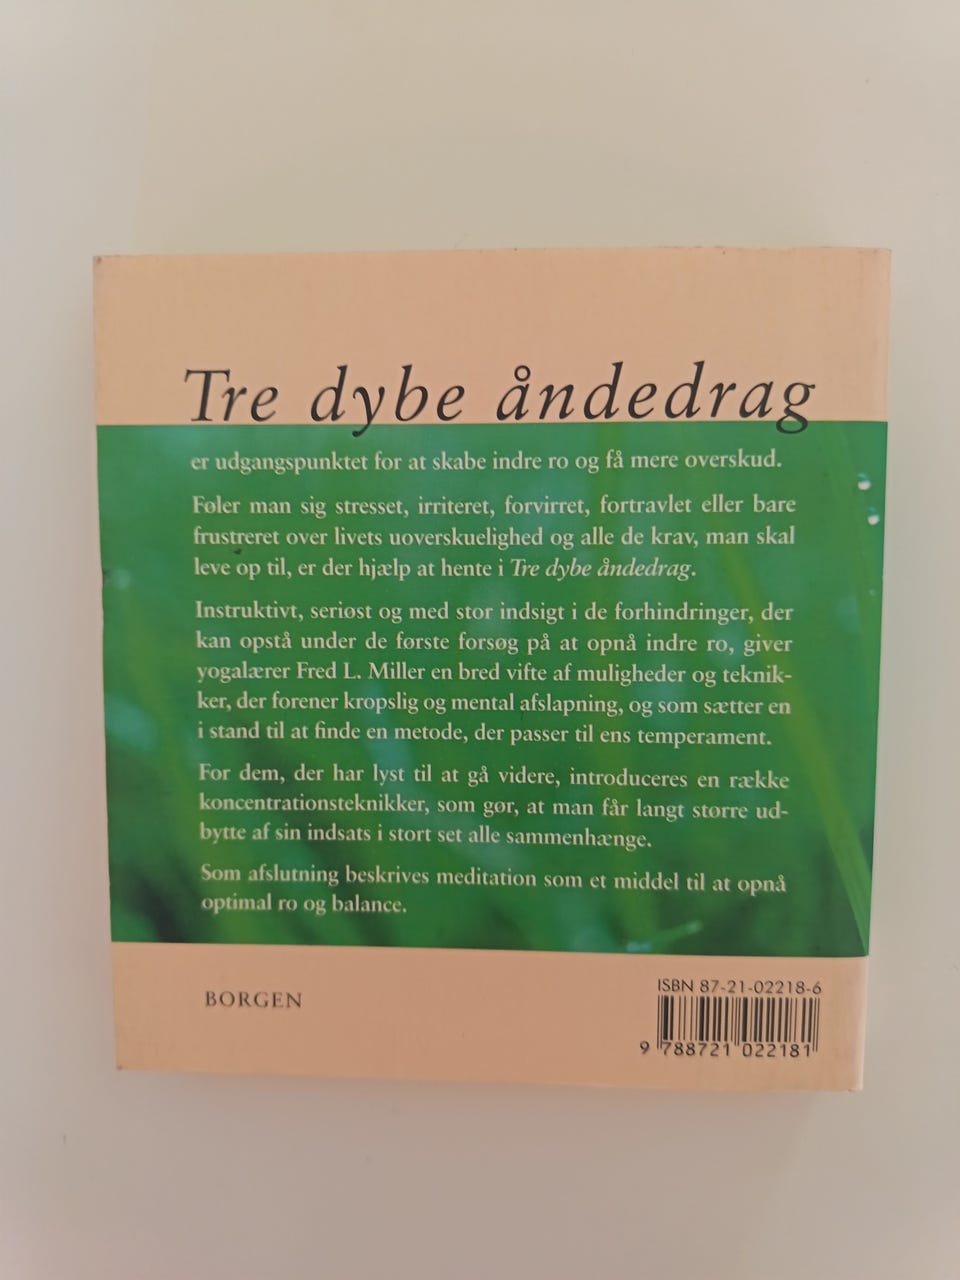 Tre dybe åndedrag
er udgangspunktet for at skabe indre ro og få mere overskud.
Føler man sig stresset, irriteret, forvirret, fortravlet eller bare
frustreret over livets uoverskuelighed og alle de krav, man skal
leve op til, er der hjælp at hente i Tre dybe åndedrag.
Instruktivt, seriøst og med stor indsigt i de forhindringer, der
kan opstå under de første forsøg på at opnå indre ro, giver
yogalærer Fred L. Miller en bred vifte af muligheder og teknik-
ker, der forener kropslig og mental afslapning, og som sætter en
i stand til at finde en metode, der passer til ens temperament.
For dem, der har lyst til at gå videre, introduceres en række
koncentrationsteknikker, som gør, at man får langt større ud-
bytte af sin indsats i stort set alle sammenhænge.
Som afslutning beskrives meditation som et middel til at opnå
optimal ro og balance.
BORGEN
ISBN 87-21-02218-6
9 788721 022181